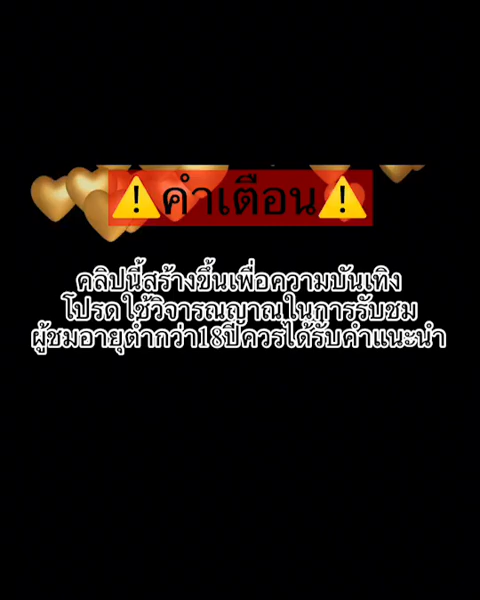 ⚠️คำเตือน⚠️
คลิปนี้สร้างขึ้นเพื่อความบันเทิง
โปรดใช้วิจารณญาณในการรับชม
ผู้ชมอายุต่ำกว่า18ปีควรได้รับคำแนะนำ